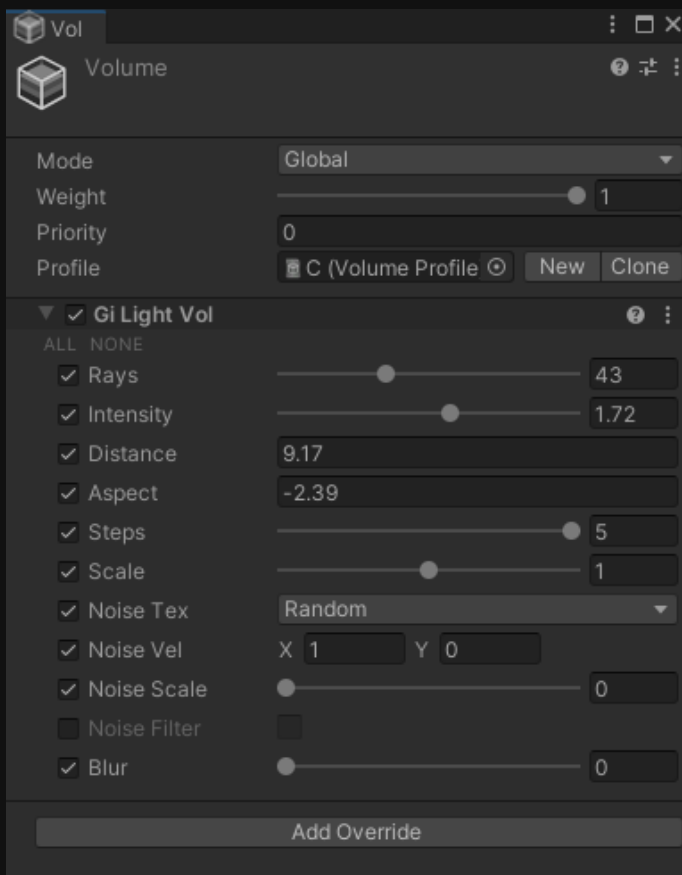 Vol
Volume
Mode Global
Weight 1
Priority 0
Profile C (Volume Profile New Clone
Gi Light Vol
ALL NONE
Rays 43
Intensity 1.72
Distance 9.17
Aspect -2.39
Steps 5
Scale 1
Noise Tex Random
Noise Vel X 1 Y 0
Noise Scale 0
Noise Filter
Blur 0
Add Override